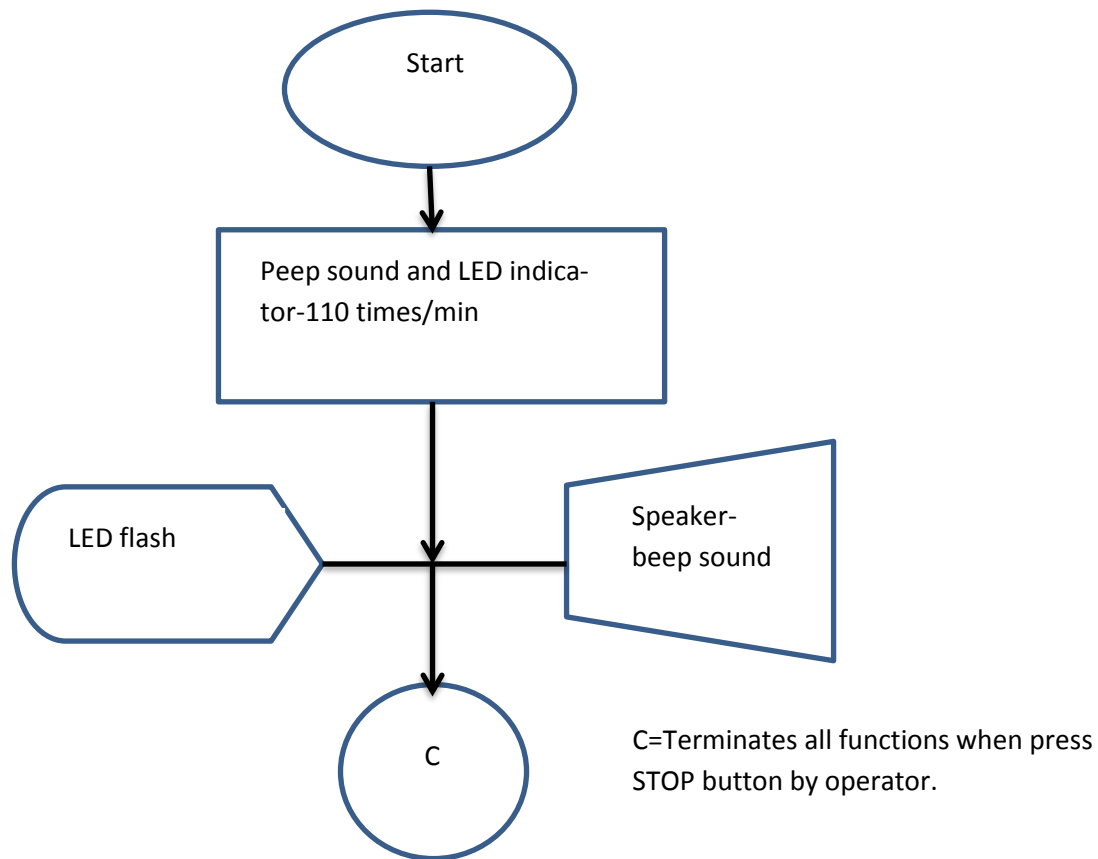 Start
Peep sound and LED indica-
tor-110 times/min
LED flash
Speaker-
beep sound
C
C=Terminates all functions when press
STOP button by operator.